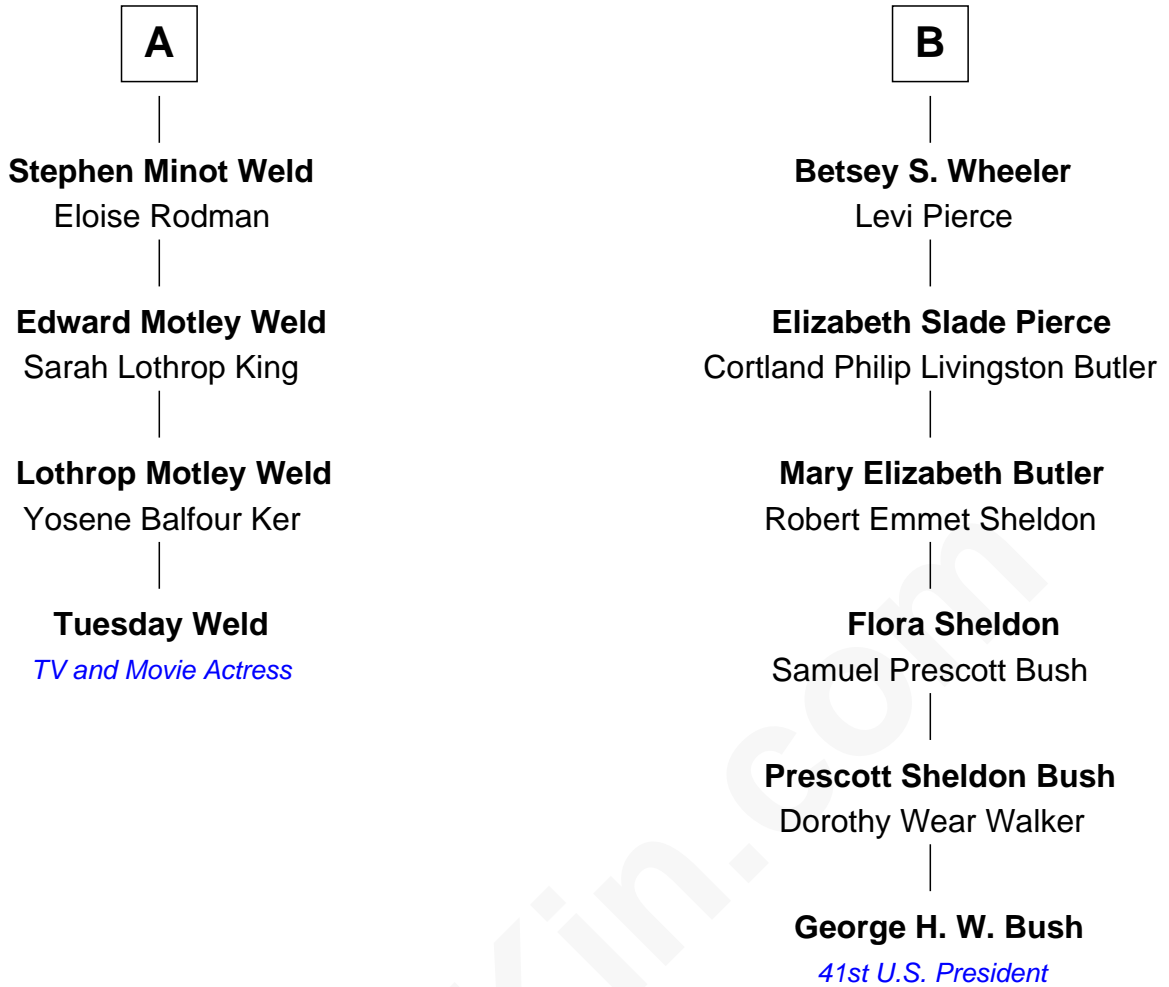 A
Stephen Minot Weld
Eloise Rodman
Edward Motley Weld
Sarah Lothrop King
Lothrop Motley Weld
Yosene Balfour Ker
Tuesday Weld
TV and Movie Actress
B
Betsey S. Wheeler
Levi Pierce
Elizabeth Slade Pierce
Cortland Philip Livingston Butler
Mary Elizabeth Butler
Robert Emmet Sheldon
Flora Sheldon
Samuel Prescott Bush
Prescott Sheldon Bush
Dorothy Wear Walker
George H. W. Bush
41st U.S. President
Kin.com